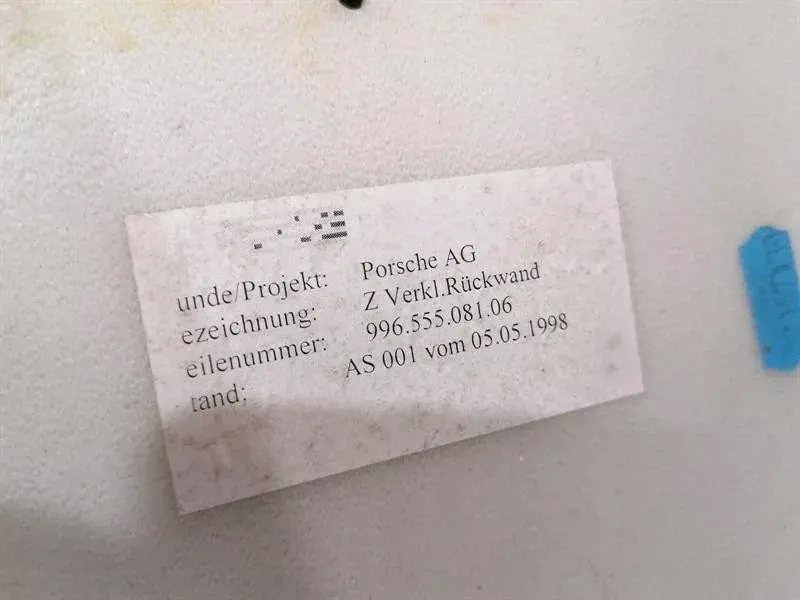 unde/Projekt: Porsche AG
ezeichnung: Z Verkl.Rückwand
eilenummer: 996.555.081.06
tand: AS 001 vom 05.05.1998